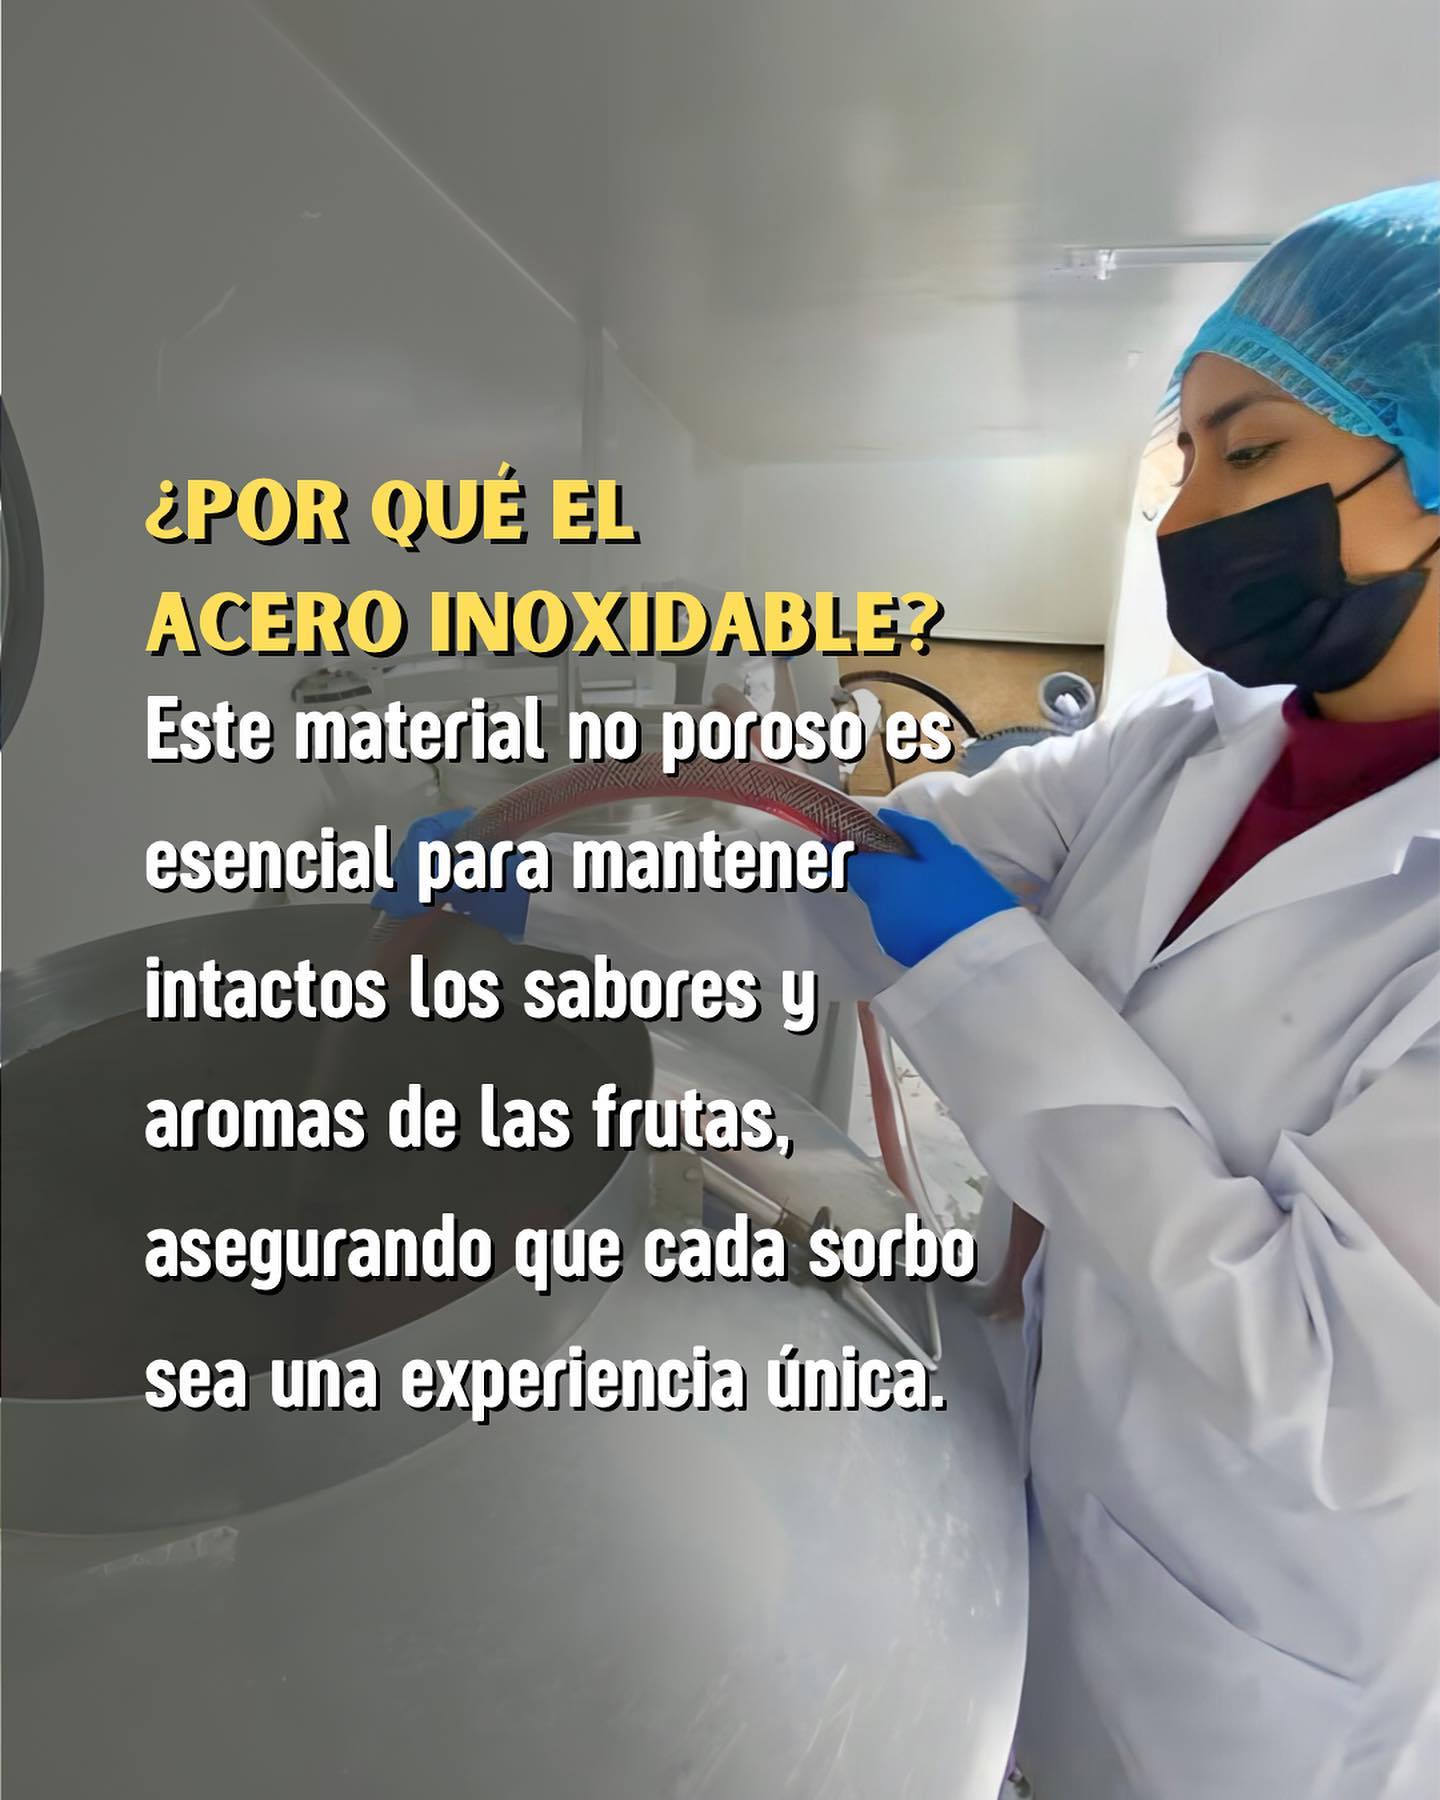 ¿POR QUÉ EL
ACERO INOXIDABLE?
Este material no poroso es
esencial para mantener
intactos los sabores y
aromas de las frutas,
asegurando que cada sorbo
sea una experiencia única.